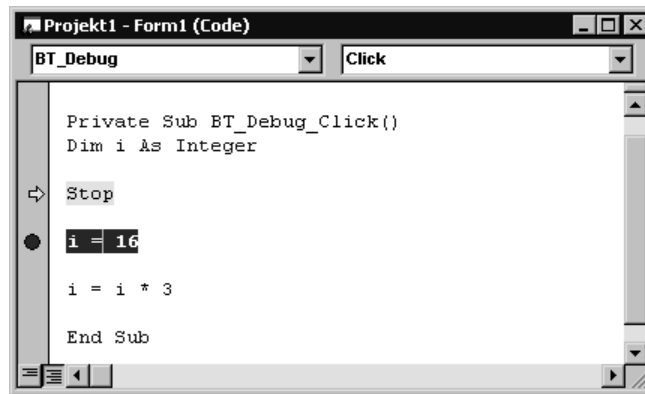 Projekt1 - Form1 (Code)
BT_Debug Click
Private Sub BT_Debug_Click()
Dim i As Integer
Stop
i = 16
i = i * 3
End Sub